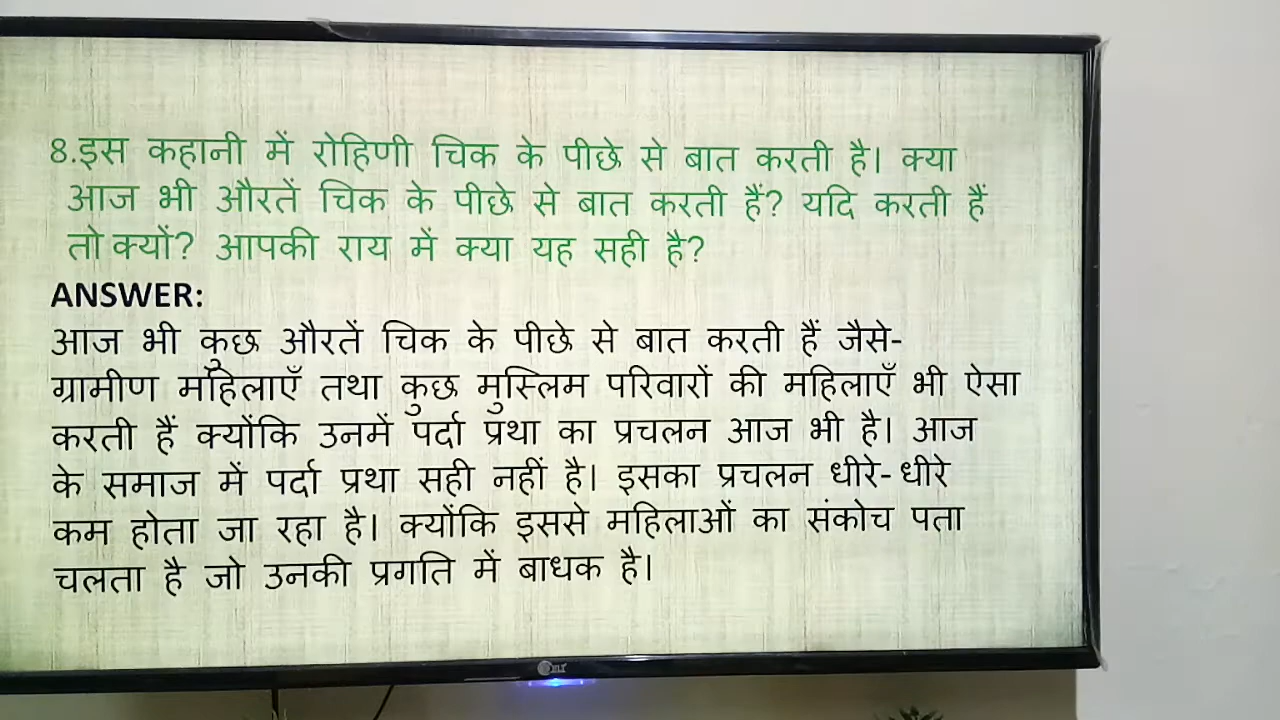 8.इस कहानी में रोहिणी चिक के पीछे से बात करती है। क्या
आज भी औरतें चिक के पीछे से बात करती हैं? यदि करती हैं
तो क्यों? आपकी राय में क्या यह सही है?
ANSWER:
आज भी कुछ औरतें चिक के पीछे से बात करती हैं जैसे-
ग्रामीण महिलाएँ तथा कुछ मुस्लिम परिवारों की महिलाएँ भी ऐसा
करती हैं क्योंकि उनमें पर्दा प्रथा का प्रचलन आज भी है। आज
के समाज में पर्दा प्रथा सही नहीं है। इसका प्रचलन धीरे-धीरे
कम होता जा रहा है। क्योंकि इससे महिलाओं का संकोच पता
चलता है जो उनकी प्रगति में बाधक है।